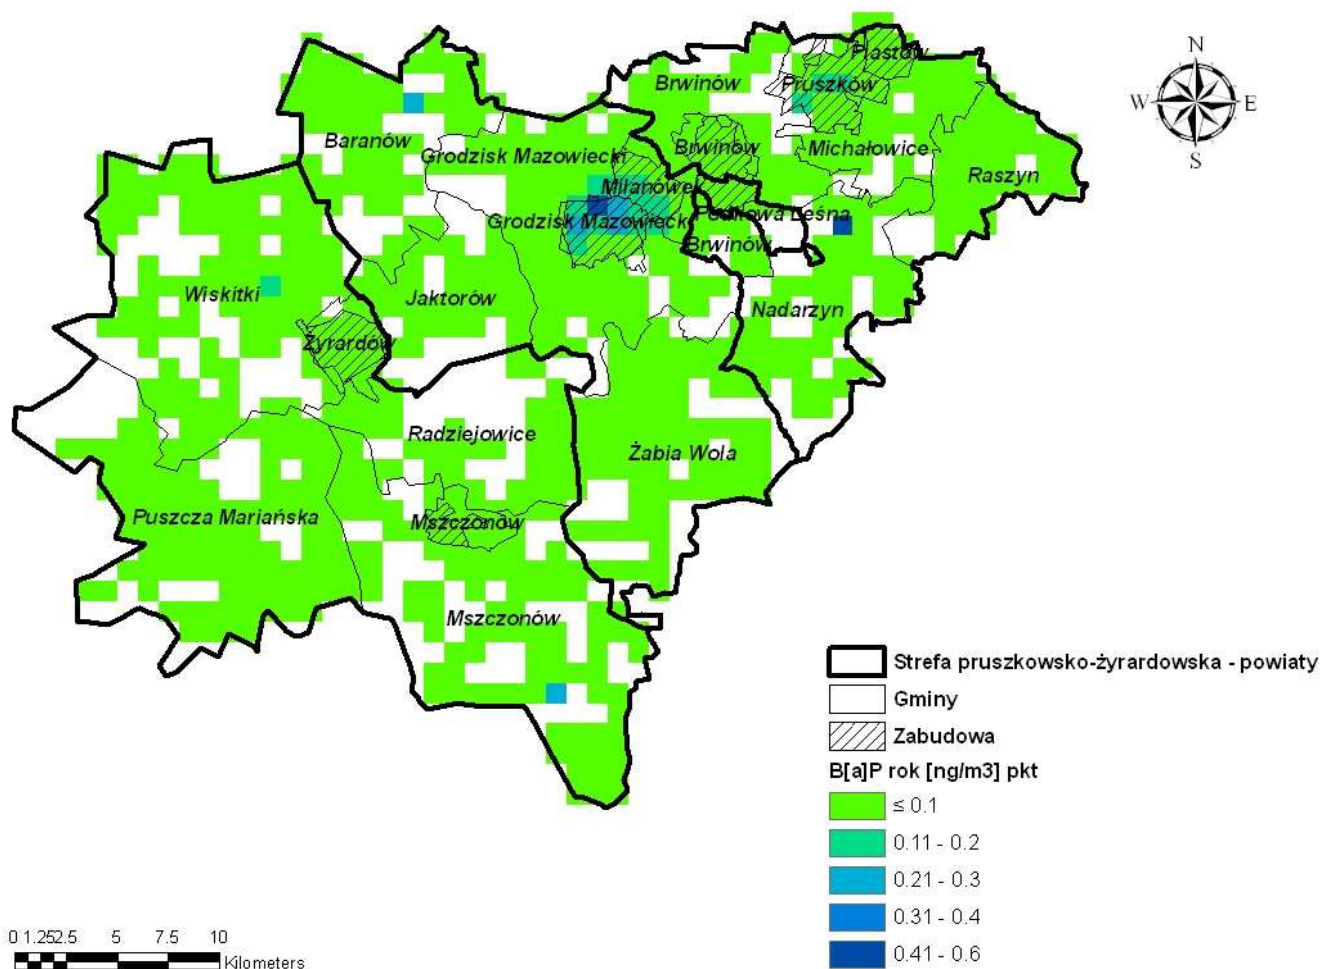 N
W E
S
Piastów
Brwinów
Pruszków
Baranów
Grodzisk Mazowiecki
Brwinów
Michałowice
Raszyn
Milanówek
Grodzisk Mazowiecki
Podkowa Leśna
Brwinów
Wiskitki
Jaktorów
Nadarzyn
Żyrardów
Radziejowice
Żabia Wola
Puszcza Mariańska
Mszczonów
Mszczonów
Strefa pruszkowsko-żyrardowska - powiaty
Gminy
Zabudowa
B[a]P rok [ng/m3] pkt
≤ 0.1
0.11 - 0.2
0.21 - 0.3
0.31 - 0.4
0.41 - 0.6
0 1.252.5 5 7.5 10
Kilometers